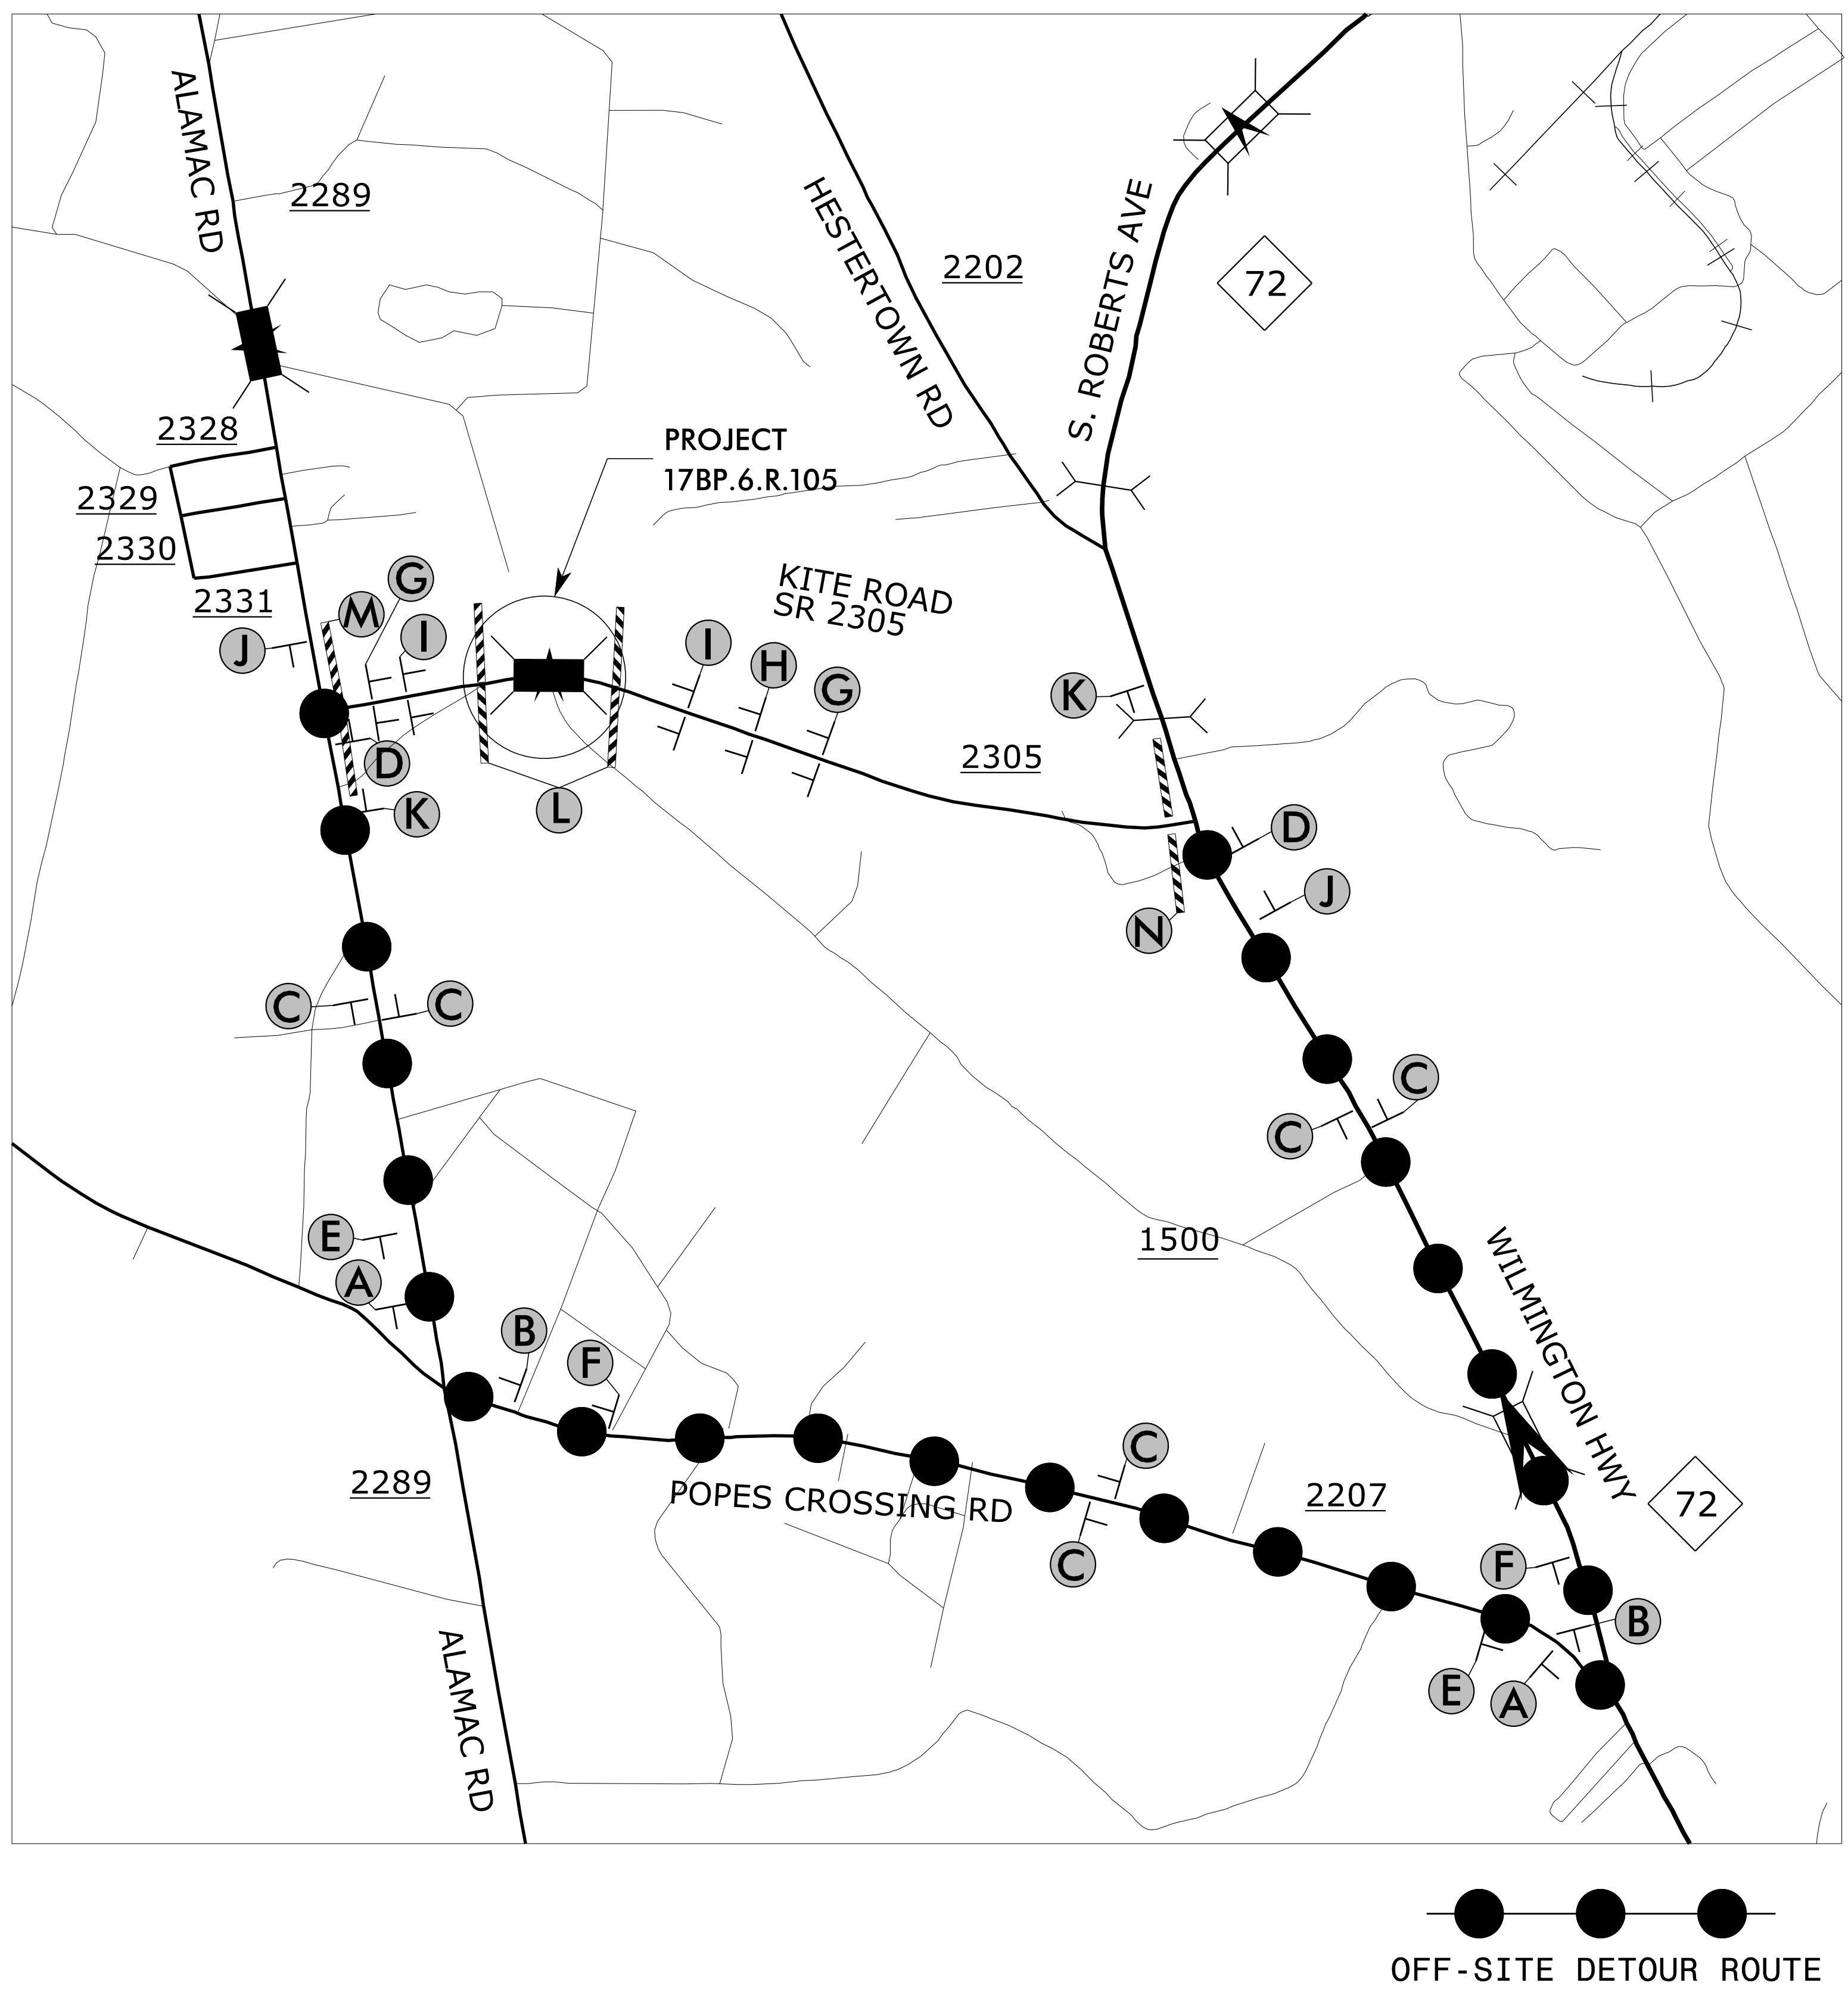 ALAMAC RD
2289
HESTERTOWN RD
2202
S. ROBERTS AVE
72
2328
PROJECT
17BP.6.R.105
2329
2330
2331
KITE ROAD
SR 2305
G
M
I
J
I
H
G
K
D
K
L
2305
D
J
N
C
C
C
C
E
A
1500
WILMINGTON HWY
B
F
C
2289
POPES CROSSING RD
2207
72
C
F
B
E
A
ALAMAC RD
OFF-SITE DETOUR ROUTE